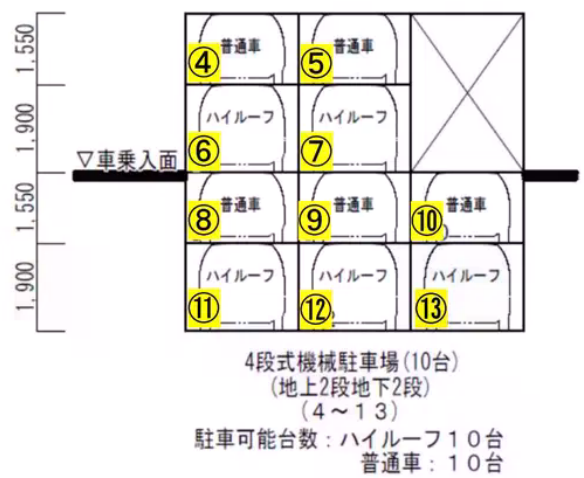 1,550
④ 普通車 ⑤ 普通車
1,900
⑥ ハイルーフ ⑦ ハイルーフ
▽車乗入面
1,550
⑧ 普通車 ⑨ 普通車 ⑩ 普通車
1,900
⑪ ハイルーフ ⑫ ハイルーフ ⑬ ハイルーフ
4段式機械駐車場(10台)
(地上2段地下2段)
(4~13)
駐車可能台数:ハイルーフ10台
普通車:10台